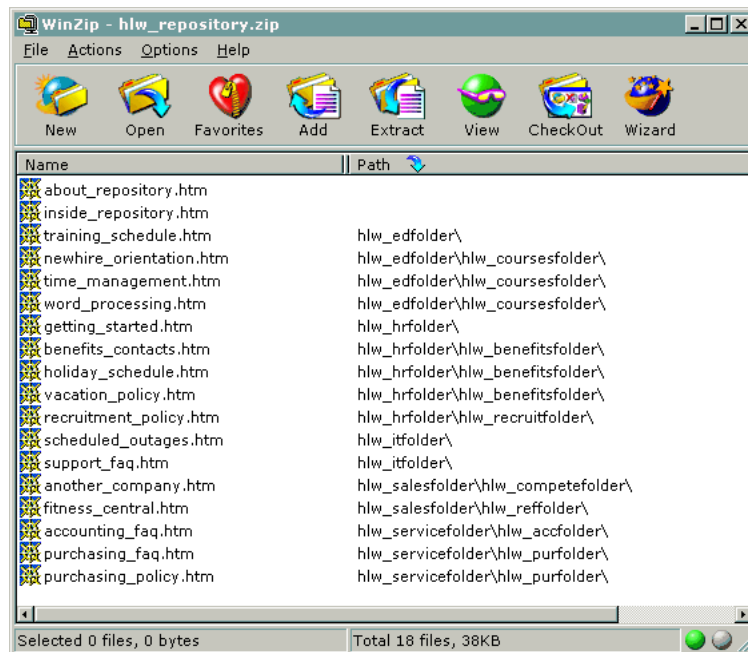 WinZip - hlw_repository.zip
File Actions Options Help
New Open Favorites Add Extract View CheckOut Wizard
Name Path
about_repository.htm
inside_repository.htm
training_schedule.htm hlw_edfolder\
newhire_orientation.htm hlw_edfolder\hlw_coursesfolder\
time_management.htm hlw_edfolder\hlw_coursesfolder\
word_processing.htm hlw_edfolder\hlw_coursesfolder\
getting_started.htm hlw_hrfolder\
benefits_contacts.htm hlw_hrfolder\hlw_benefitsfolder\
holiday_schedule.htm hlw_hrfolder\hlw_benefitsfolder\
vacation_policy.htm hlw_hrfolder\hlw_benefitsfolder\
recruitment_policy.htm hlw_hrfolder\hlw_recruitfolder\
scheduled_outages.htm hlw_itfolder\
support_faq.htm hlw_itfolder\
another_company.htm hlw_salesfolder\hlw_competefolder\
fitness_central.htm hlw_salesfolder\hlw_reffolder\
accounting_faq.htm hlw_servicefolder\hlw_accfolder\
purchasing_faq.htm hlw_servicefolder\hlw_purfolder\
purchasing_policy.htm hlw_servicefolder\hlw_purfolder\
Selected 0 files, 0 bytes Total 18 files, 38KB